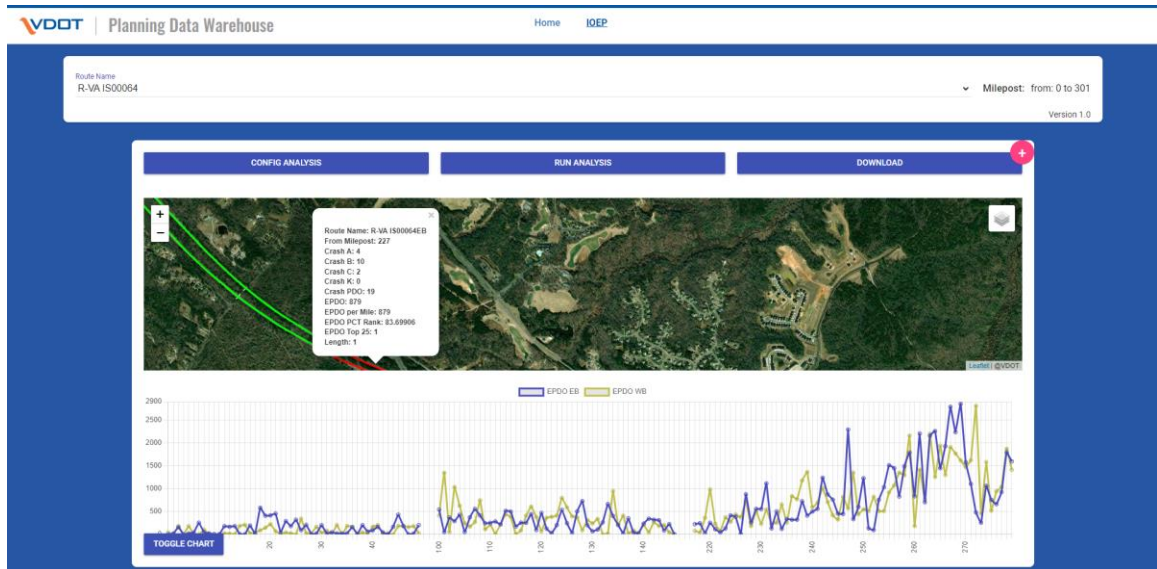 VDOT | Planning Data Warehouse
Home
IOEP
Route Name
R-VA IS00064
Milepost: from: 0 to 301
Version 1.0
CONFIG ANALYSIS
RUN ANALYSIS
DOWNLOAD
+
+
−
×
Route Name: R-VA IS00064EB
From Milepost: 227
Crash A: 4
Crash B: 10
Crash C: 2
Crash K: 0
Crash PDO: 19
EPDO: 879
EPDO per Mile: 879
EPDO PCT Rank: 83.69906
EPDO Top 25: 1
Length: 1
Leaflet | @VDOT
EPDO EB
EPDO WB
2900
2500
2000
1500
1000
500
TOGGLE CHART
20
30
40
100
110
120
130
140
220
230
240
250
260
270